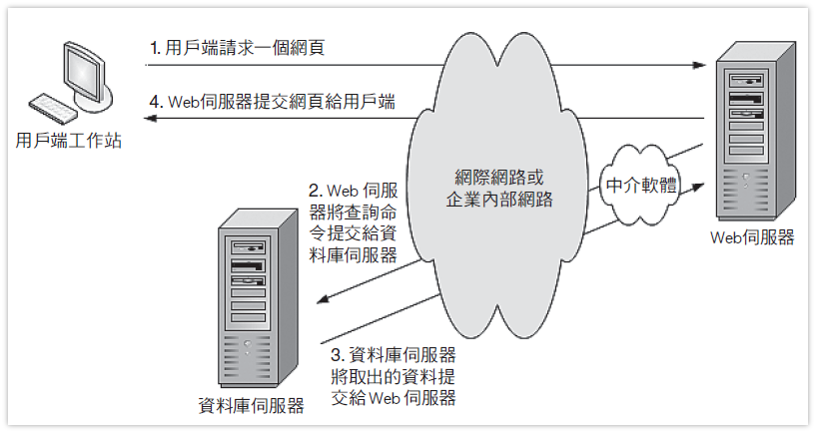 1. 用戶端請求一個網頁
4. Web伺服器提交網頁給用戶端
用戶端工作站
網際網路或
企業內部網路
中介軟體
Web伺服器
2. Web 伺服
器將查詢命
令提交給資
料庫伺服器
3. 資料庫伺服器
將取出的資料提
交給Web 伺服器
資料庫伺服器